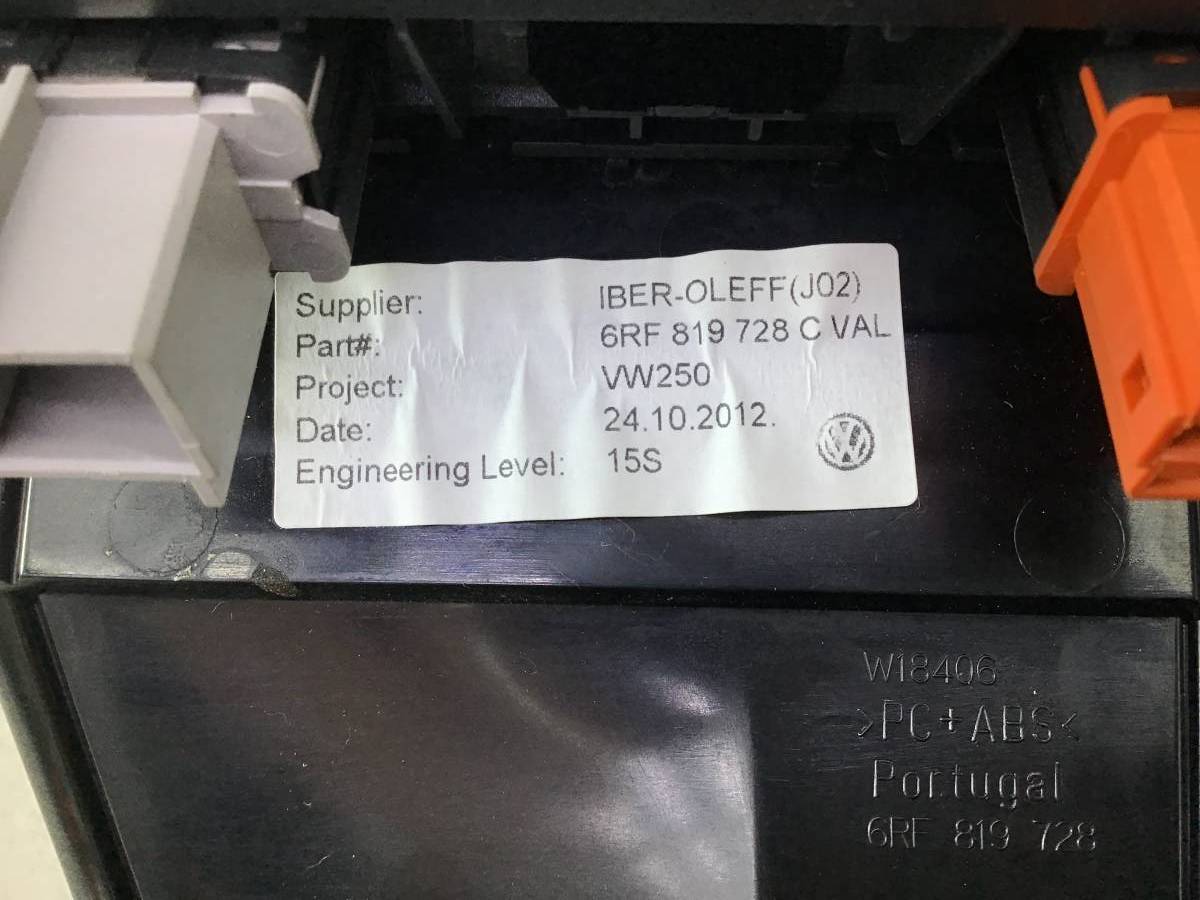 Supplier: IBER-OLEFF(J02)
Part#: 6RF 819 728 C VAL
Project: VW250
Date: 24.10.2012.
Engineering Level: 15S
W18406
>PC+ABS<
Portugal
6RF 819 728